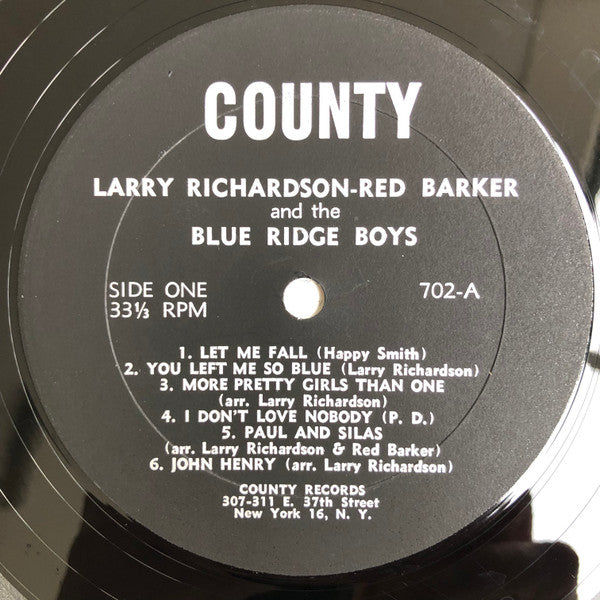 COUNTY
LARRY RICHARDSON-RED BARKER
and the
BLUE RIDGE BOYS
SIDE ONE
33⅓ RPM
702-A
1. LET ME FALL (Happy Smith)
2. YOU LEFT ME SO BLUE (Larry Richardson)
3. MORE PRETTY GIRLS THAN ONE
(arr. Larry Richardson)
4. I DON'T LOVE NOBODY (P. D.)
5. PAUL AND SILAS
(arr. Larry Richardson & Red Barker)
6. JOHN HENRY (arr. Larry Richardson)
COUNTY RECORDS
307-311 E. 37th Street
New York 16, N. Y.